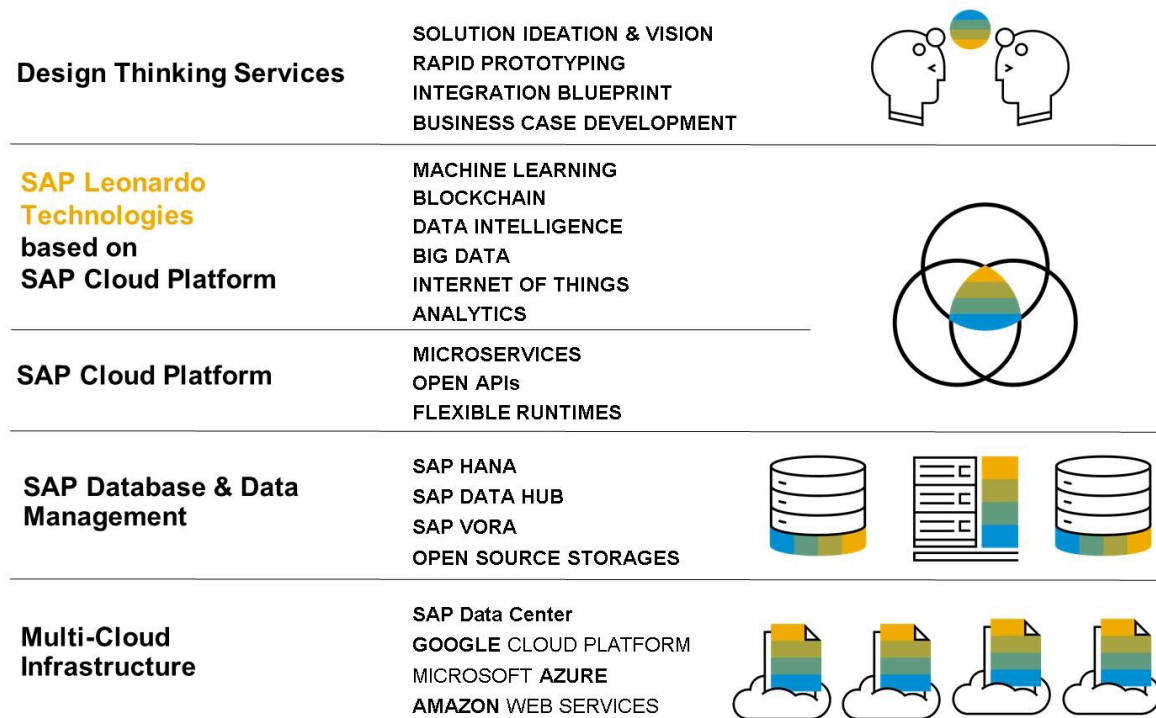 Design Thinking Services
SOLUTION IDEATION & VISION
RAPID PROTOTYPING
INTEGRATION BLUEPRINT
BUSINESS CASE DEVELOPMENT
SAP Leonardo
Technologies
based on
SAP Cloud Platform
MACHINE LEARNING
BLOCKCHAIN
DATA INTELLIGENCE
BIG DATA
INTERNET OF THINGS
ANALYTICS
SAP Cloud Platform
MICROSERVICES
OPEN APIs
FLEXIBLE RUNTIMES
SAP Database & Data
Management
SAP HANA
SAP DATA HUB
SAP VORA
OPEN SOURCE STORAGES
Multi-Cloud
Infrastructure
SAP Data Center
GOOGLE CLOUD PLATFORM
MICROSOFT AZURE
AMAZON WEB SERVICES